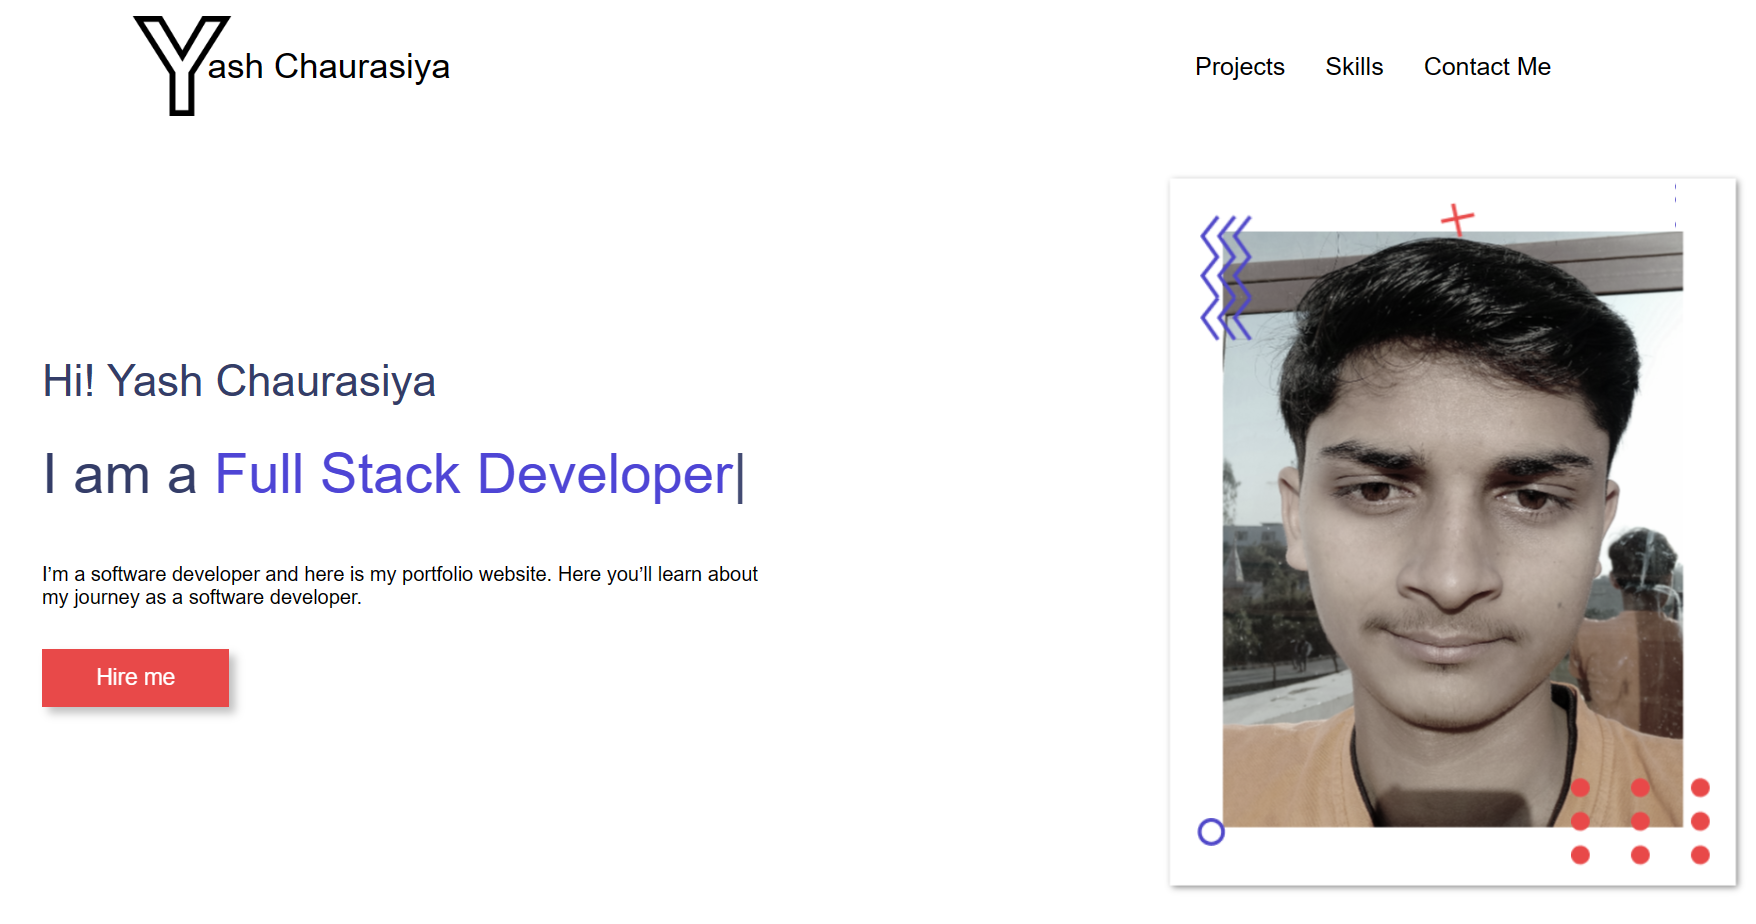 Yash Chaurasiya
Projects Skills Contact Me
Hi! Yash Chaurasiya
I am a Full Stack Developer|
I’m a software developer and here is my portfolio website. Here you’ll learn about
my journey as a software developer.
Hire me